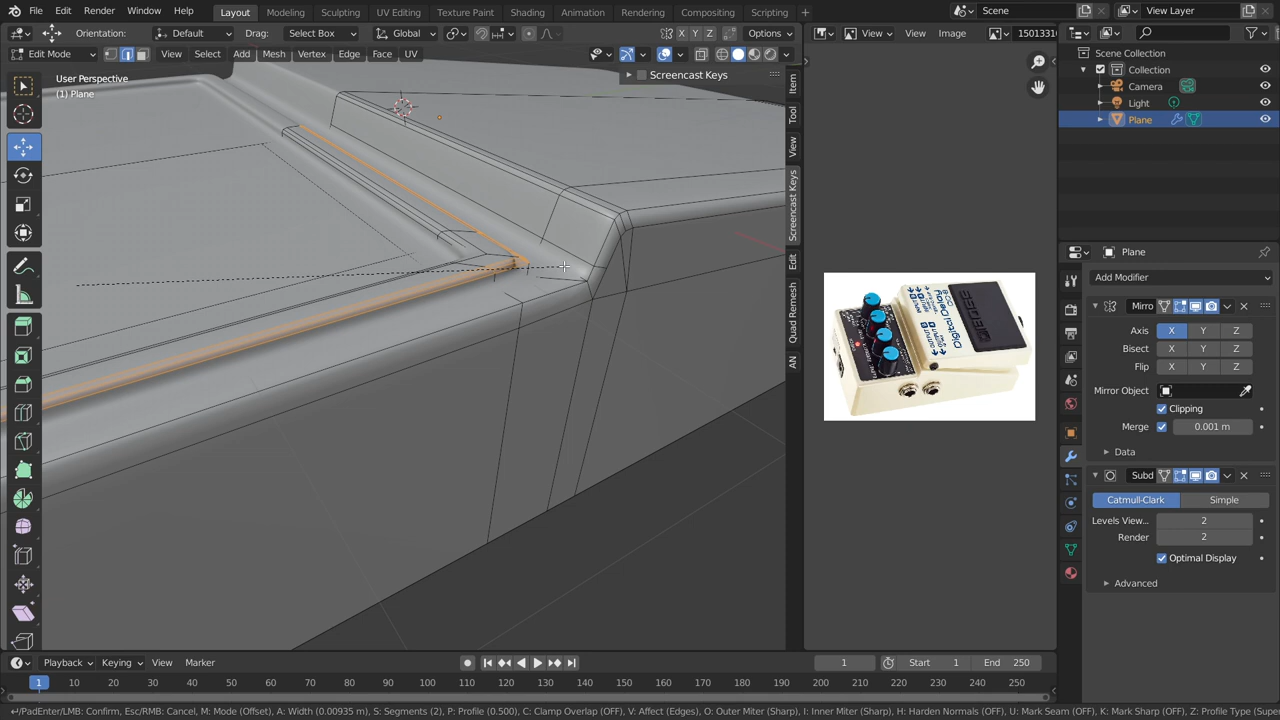 File Edit Render Window Help Layout Modeling Sculpting UV Editing Texture Paint Shading Animation Rendering Compositing Scripting + Scene View Layer
Orientation: Default Drag: Select Box Global X Y Z Options View View Image 15013310
Edit Mode View Select Add Mesh Vertex Edge Face UV
User Perspective
(1) Plane
Screencast Keys
Item
Tool
View
Screencast Keys
Edit
Quad Remesh
AN
Scene Collection
Collection
Camera
Light
Plane
Plane
Add Modifier
Mirro
Axis X Y Z
Bisect X Y Z
Flip X Y Z
Mirror Object
Clipping
Merge 0.001 m
Data
Subd
Catmull-Clark Simple
Levels View... 2
Render 2
Optimal Display
Advanced
BOSS
Digital Delay
Playback Keying View Marker 1 Start 1 End 250
1 10 20 30 40 50 60 70 80 90 100 110 120 130 140 150 160 170 180 190 200 210 220 230 240 250
/PadEnter/LMB: Confirm, Esc/RMB: Cancel, M: Mode (Offset), A: Width (0.00935 m), S: Segments (2), P: Profile (0.500), C: Clamp Overlap (OFF), V: Affect (Edges), O: Outer Miter (Sharp), I: Inner Miter (Sharp), H: Harden Normals (OFF), U: Mark Seam (OFF), K: Mark Sharp (OFF), Z: Profile Type (Super